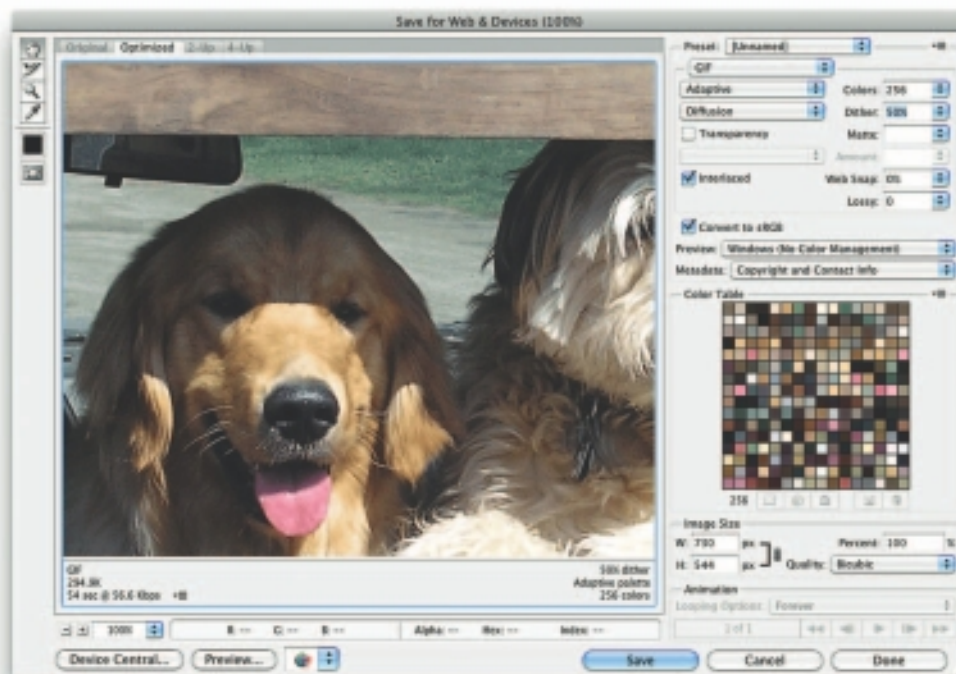 Save for Web & Devices (100%)
Original Optimized 2-Up 4-Up
Preset: [Unnamed]
GIF
Adaptive Colors: 256
Diffusion Dither: 50%
Transparency Matte:
Amount:
Interlaced Web Snap: 0%
Lossy: 0
Convert to sRGB
Preview: Windows (No Color Management)
Metadata: Copyright and Contact Info
Color Table
256
Image Size
W: 700 px Percent: 100 %
H: 544 px Quality: Bicubic
Animation
Looping Options: Forever
1 of 1
GIF 50% dither
294.9K Adaptive palette
54 sec @ 56.6 Kbps 256 colors
100% R: -- G: -- B: -- Alpha: -- Hex: -- Index: --
Device Central... Preview... Save Cancel Done